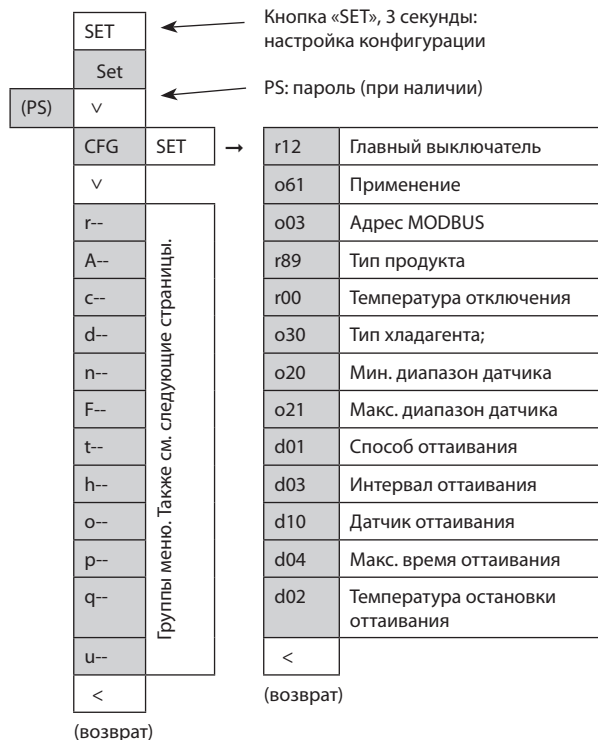 SET
Кнопка «SET», 3 секунды:
настройка конфигурации
Set
PS: пароль (при наличии)
(PS) ˅
CFG SET → r12 Главный выключатель
˅ o61 Применение
r-- o03 Адрес MODBUS
A-- r89 Тип продукта
c-- r00 Температура отключения
d-- o30 Тип хладагента;
n-- o20 Мин. диапазон датчика
F-- o21 Макс. диапазон датчика
t-- d01 Способ оттаивания
h-- d03 Интервал оттаивания
o-- d10 Датчик оттаивания
p-- d04 Макс. время оттаивания
q-- d02 Температура остановки
оттаивания
u-- <
Группы меню. Также см. следующие страницы.
< (возврат)
(возврат)